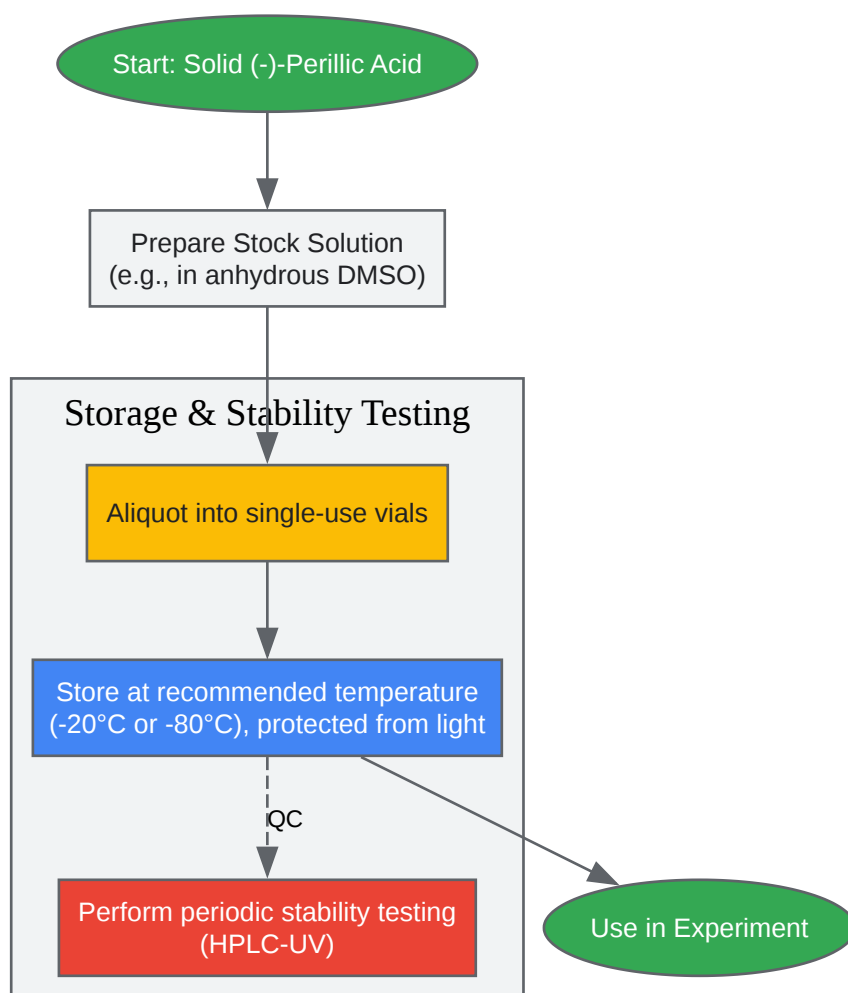 Start: Solid (-)-Perillic Acid
Prepare Stock Solution
(e.g., in anhydrous DMSO)
Storage & Stability Testing
Aliquot into single-use vials
Store at recommended temperature
(-20°C or -80°C), protected from light
QC
Perform periodic stability testing
(HPLC-UV)
Use in Experiment